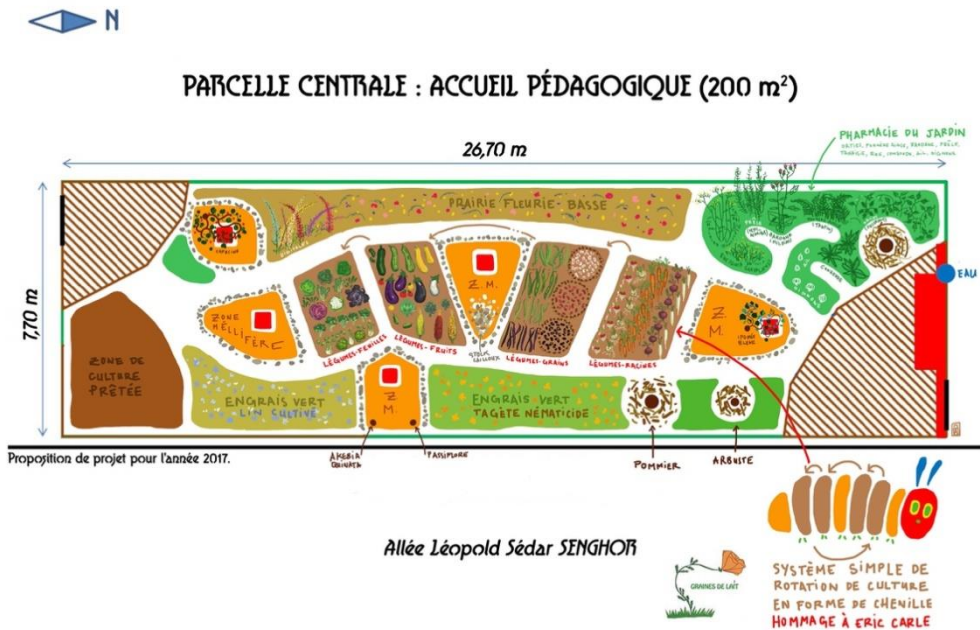 N
PARCELLE CENTRALE : ACCUEIL PÉDAGOGIQUE (200 m²)
26,70 m
7,70 m
PHARMACIE DU JARDIN
PRAIRIE FLEURIE-BASSE
EAU
ZONE MÉLLIFÈRE
Z.M.
STOCK CAILLOUX
Z M.
LÉGUMES-FEUILLES
LÉGUMES-FRUITS
LÉGUMES-GRAINS
LÉGUMES-RACINES
ZONE DE
CULTURE
PRÊTÉE
ENGRAIS VERT
LIN CULTIVÉ
Z
M.
ENGRAIS VERT
TAGÈTE NÉMATICIDE
AKEBIA
PASSIFLORE
POMMIER
ARBUSTE
Proposition de projet pour l'année 2017.
Allée Léopold Sédar SENGHOR
GRAINES DE LAIT
SYSTÈME SIMPLE DE
ROTATION DE CULTURE
EN FORME DE CHENILLE
HOMMAGE À ERIC CARLE